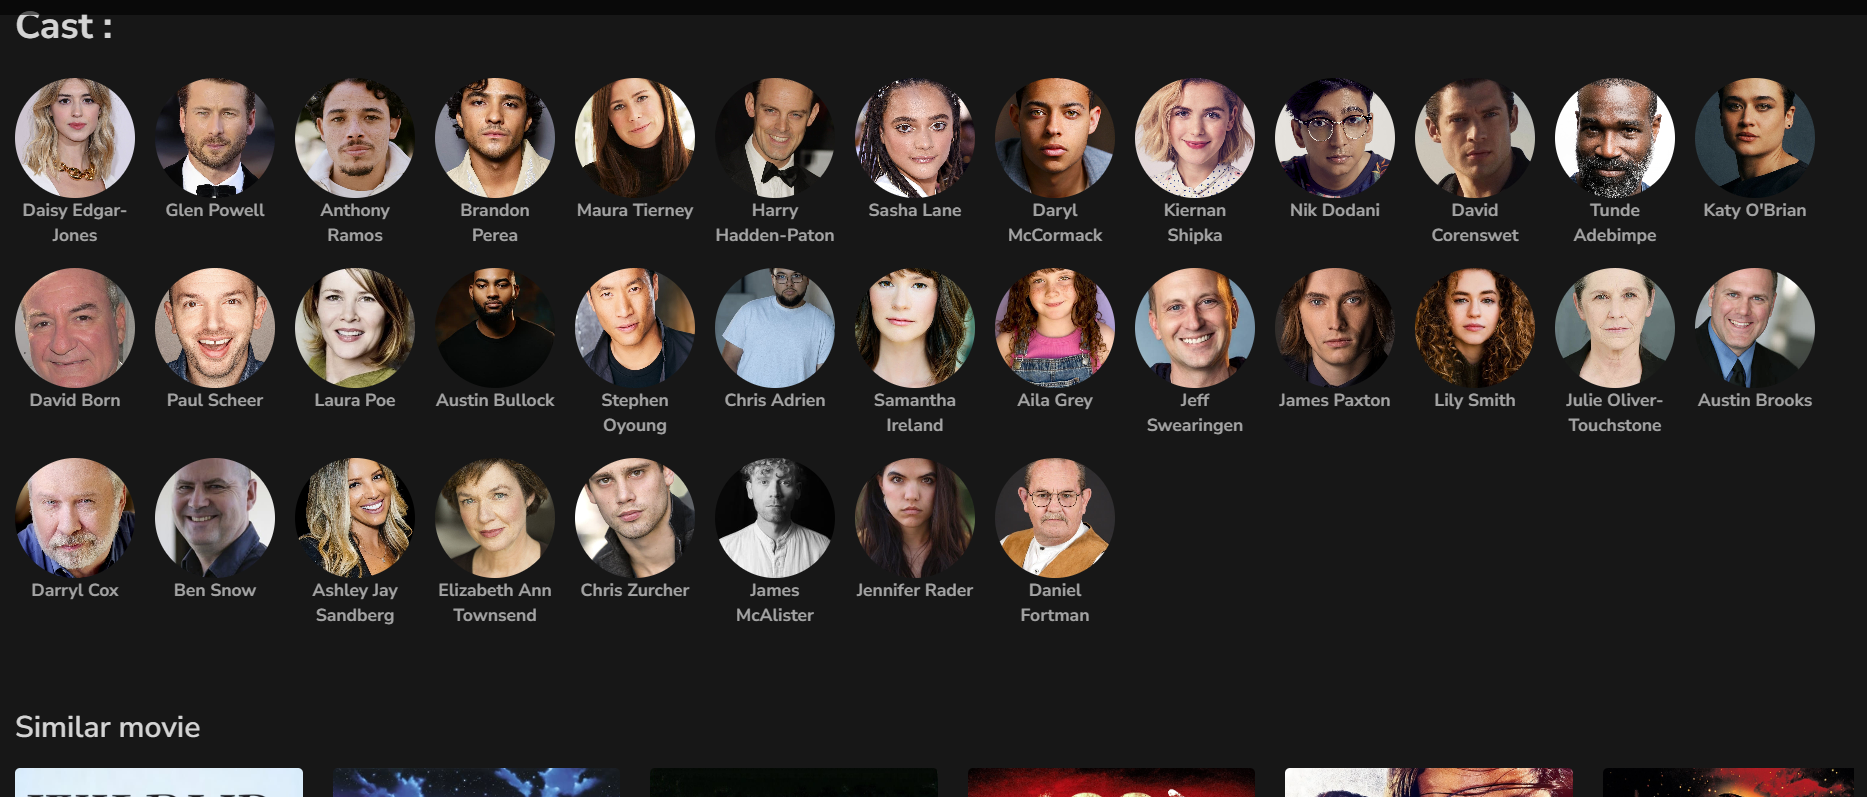 Cast :
Daisy Edgar-
Jones
Glen Powell
Anthony
Ramos
Brandon
Perea
Maura Tierney
Harry
Hadden-Paton
Sasha Lane
Daryl
McCormack
Kiernan
Shipka
Nik Dodani
David
Corenswet
Tunde
Adebimpe
Katy O'Brian
David Born
Paul Scheer
Laura Poe
Austin Bullock
Stephen
Oyoung
Chris Adrien
Samantha
Ireland
Aila Grey
Jeff
Swearingen
James Paxton
Lily Smith
Julie Oliver-
Touchstone
Austin Brooks
Darryl Cox
Ben Snow
Ashley Jay
Sandberg
Elizabeth Ann
Townsend
Chris Zurcher
James
McAlister
Jennifer Rader
Daniel
Fortman
Similar movie